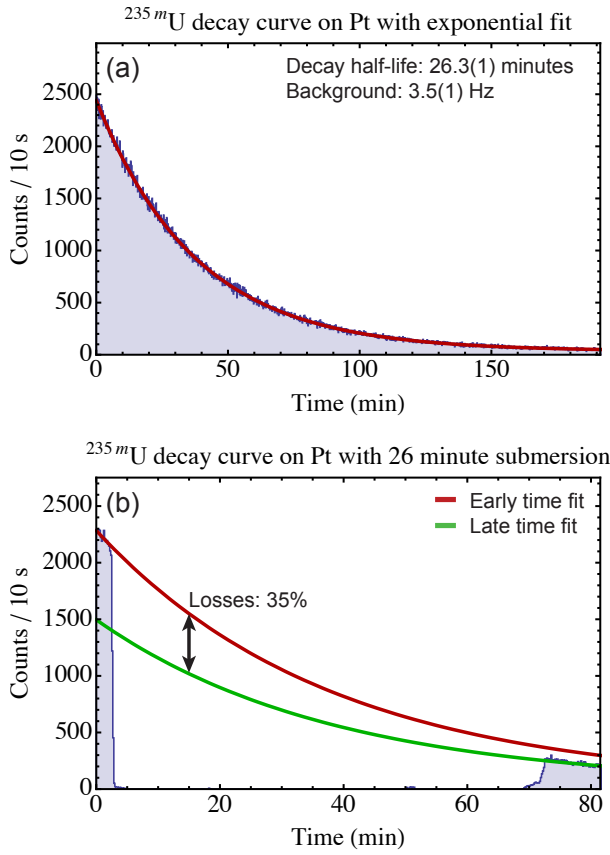 ²³⁵ᵐU decay curve on Pt with exponential fit
(a)
Decay half-life: 26.3(1) minutes
Background: 3.5(1) Hz
Counts / 10 s
2500
2000
1500
1000
500
0
0 50 100 150
Time (min)
²³⁵ᵐU decay curve on Pt with 26 minute submersion
(b)
Early time fit
Late time fit
Losses: 35%
Counts / 10 s
2500
2000
1500
1000
500
0
0 20 40 60 80
Time (min)